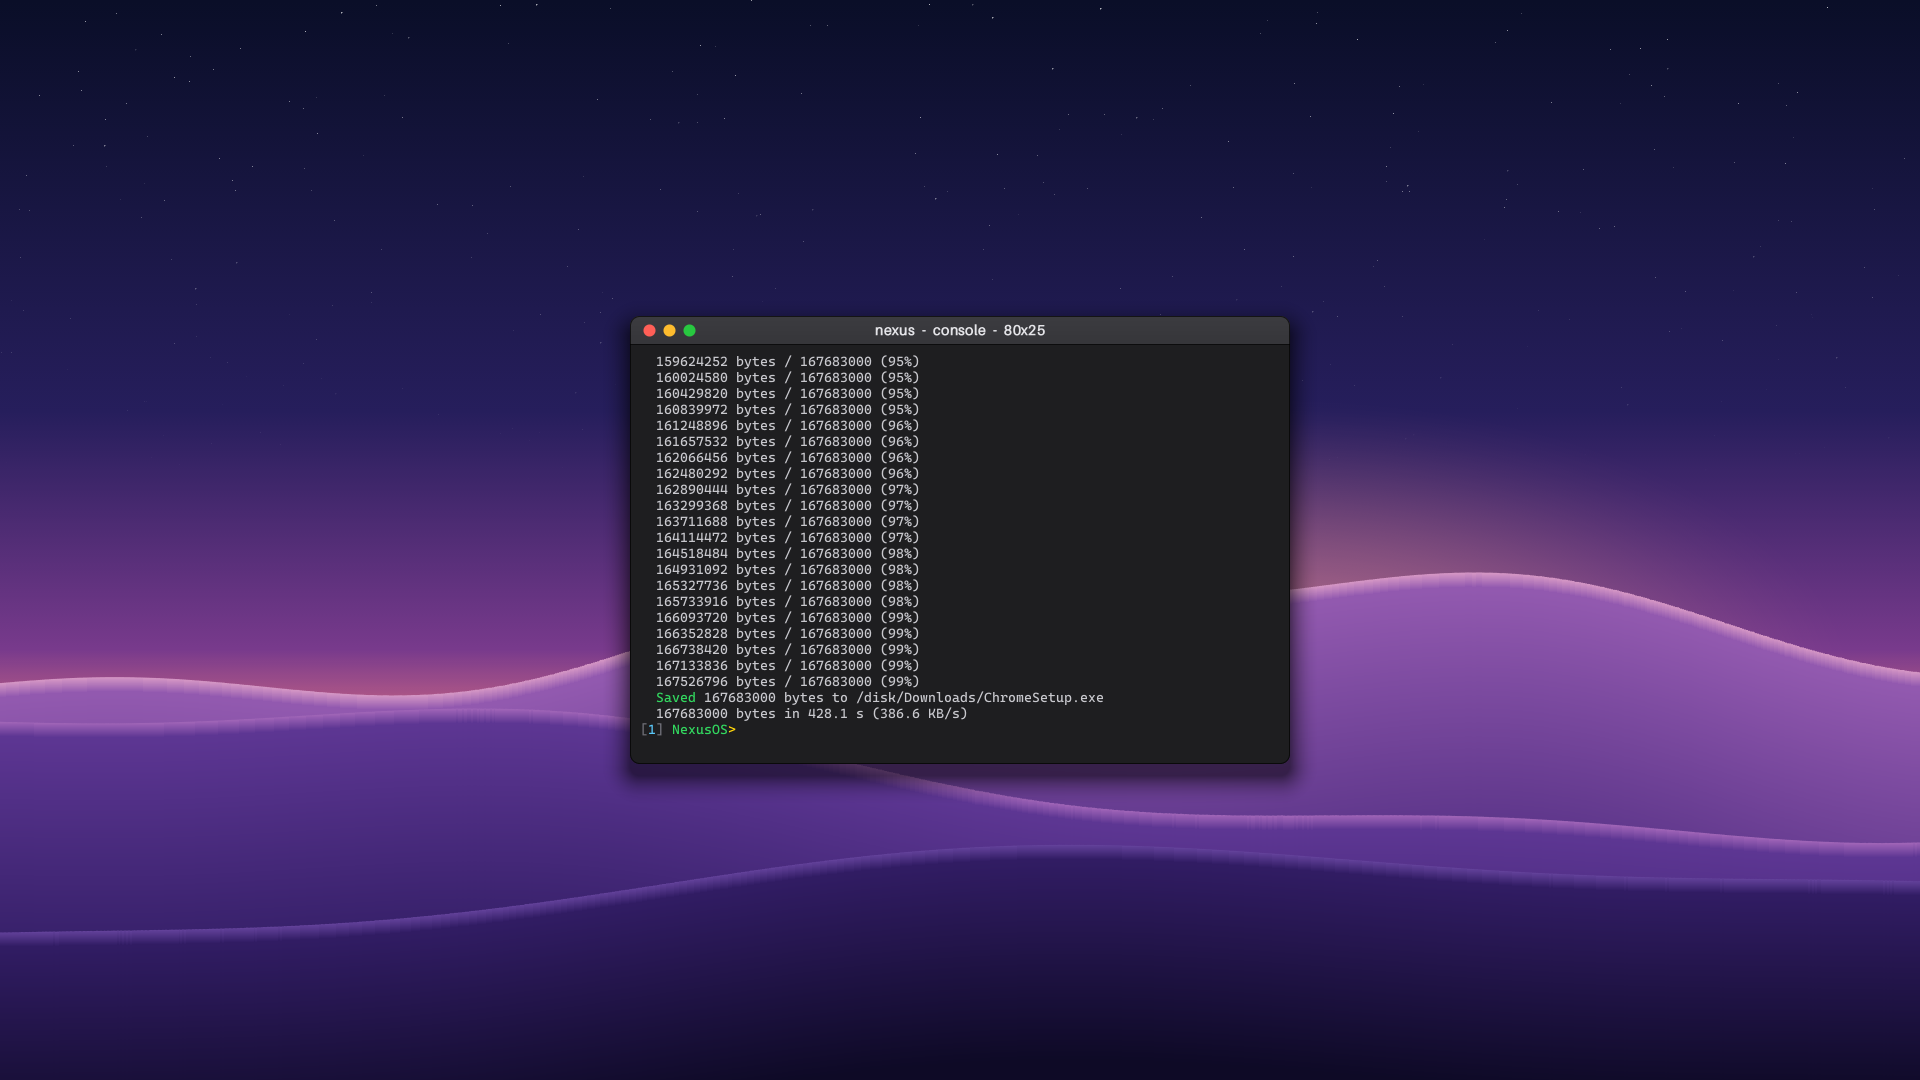 nexus - console - 80x25
159624252 bytes / 167683000 (95%)
160024580 bytes / 167683000 (95%)
160429820 bytes / 167683000 (95%)
160839972 bytes / 167683000 (95%)
161248896 bytes / 167683000 (96%)
161657532 bytes / 167683000 (96%)
162066456 bytes / 167683000 (96%)
162480292 bytes / 167683000 (96%)
162890444 bytes / 167683000 (97%)
163299368 bytes / 167683000 (97%)
163711688 bytes / 167683000 (97%)
164114472 bytes / 167683000 (97%)
164518484 bytes / 167683000 (98%)
164931092 bytes / 167683000 (98%)
165327736 bytes / 167683000 (98%)
165733916 bytes / 167683000 (98%)
166093720 bytes / 167683000 (99%)
166352828 bytes / 167683000 (99%)
166738420 bytes / 167683000 (99%)
167133836 bytes / 167683000 (99%)
167526796 bytes / 167683000 (99%)
Saved 167683000 bytes to /disk/Downloads/ChromeSetup.exe
167683000 bytes in 428.1 s (386.6 KB/s)
[1] NexusOS>